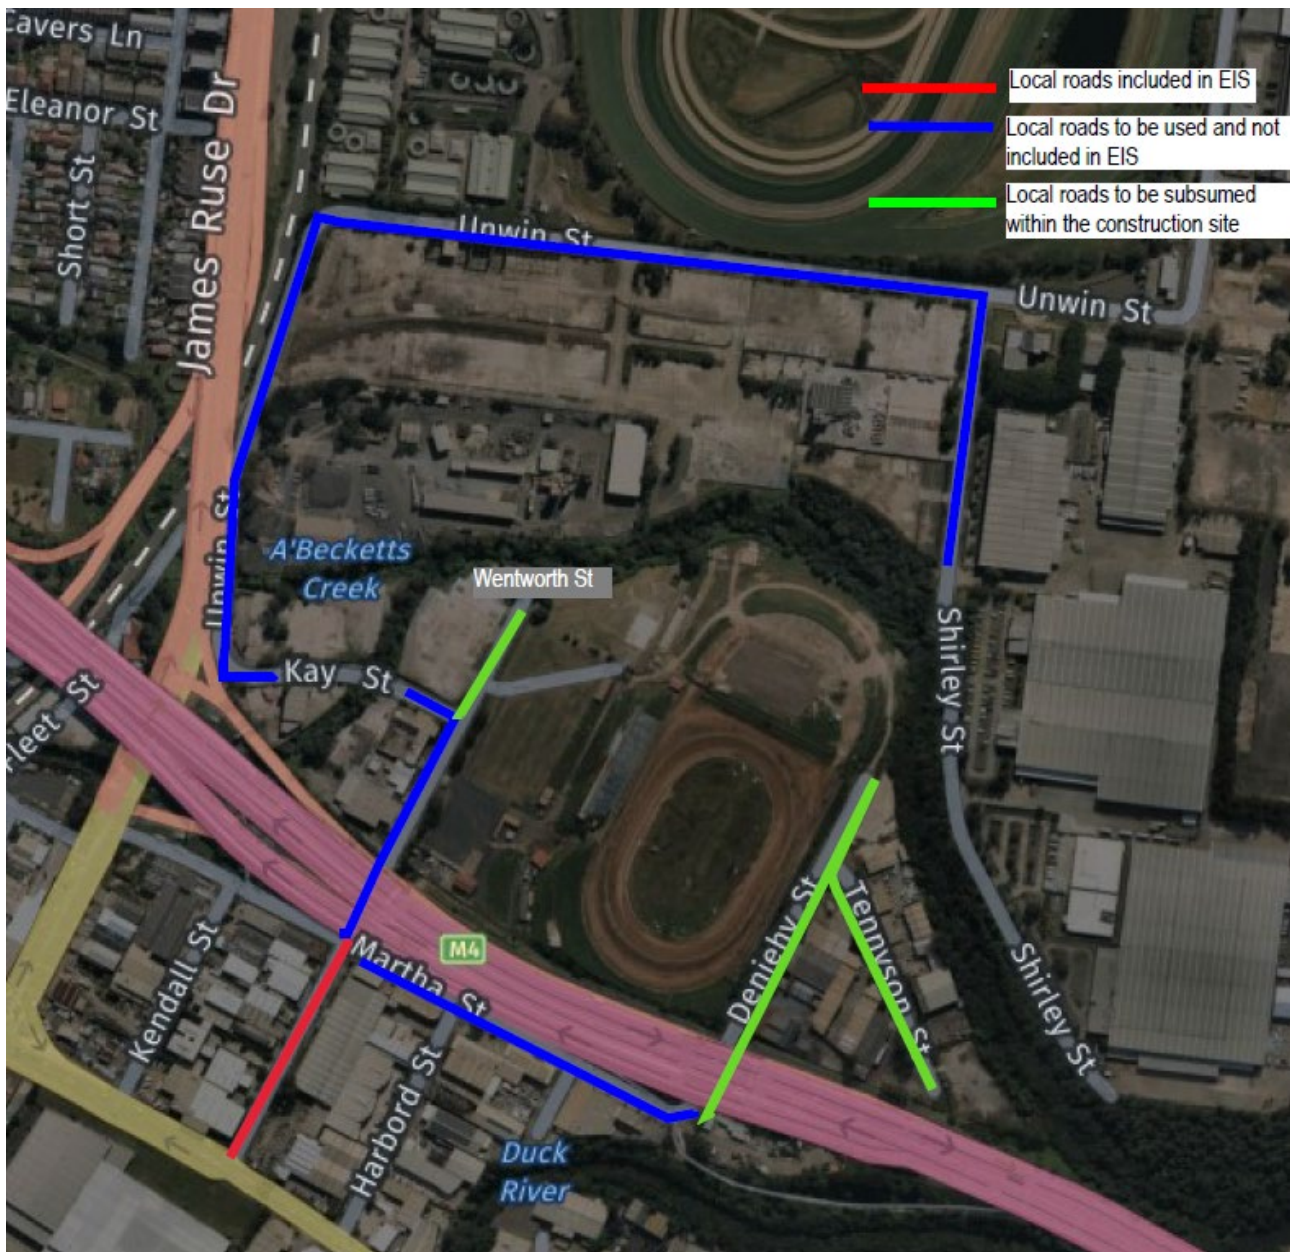 Cavers Ln
Eleanor St
Short St
James Ruse Dr
Local roads included in EIS
Local roads to be used and not
included in EIS
Local roads to be subsumed
within the construction site
Unwin St
Unwin St
Unwin St
A'Becketts
Creek
Wentworth St
Kay St
Fleet St
Shirley St
Shirley St
Kendall St
Martha St
M4
Harbord St
Deniehy St
Tennyson St
Duck
River